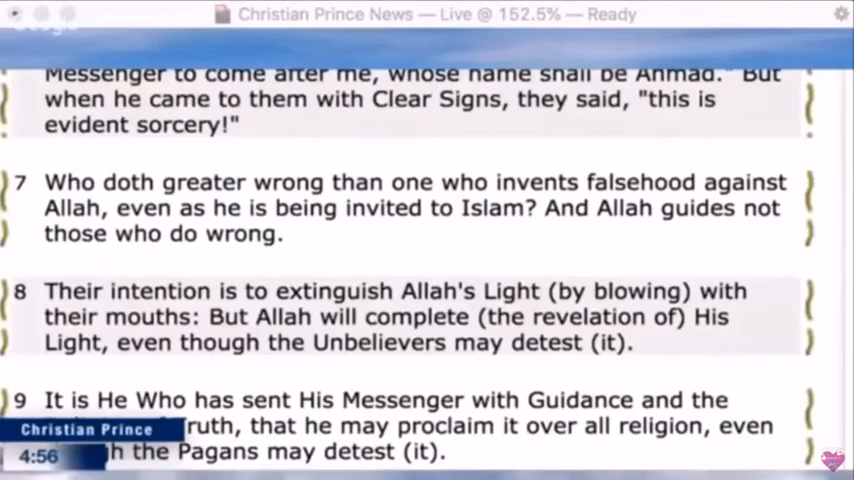 Christian Prince News — Live @ 152.5% — Ready
Google
Messenger to come after me, whose name shall be Ahmad." But
when he came to them with Clear Signs, they said, "this is
evident sorcery!"
7 Who doth greater wrong than one who invents falsehood against
Allah, even as he is being invited to Islam? And Allah guides not
those who do wrong.
8 Their intention is to extinguish Allah's Light (by blowing) with
their mouths: But Allah will complete (the revelation of) His
Light, even though the Unbelievers may detest (it).
9 It is He Who has sent His Messenger with Guidance and the
ruth, that he may proclaim it over all religion, even
h the Pagans may detest (it).
Christian Prince
4:56